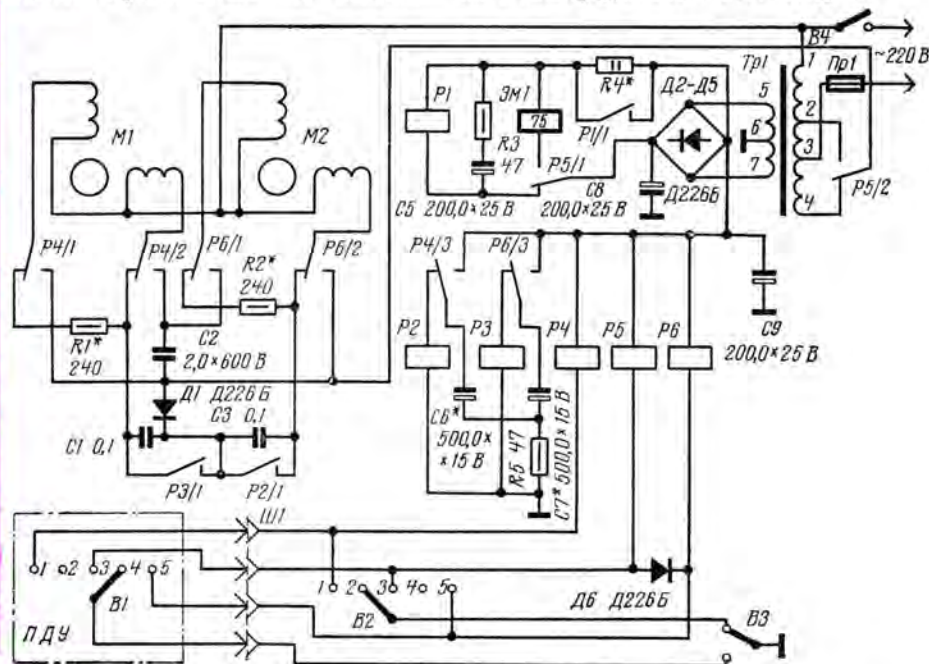 В4
~220 В
Тр1
1
Пр1
5
2
6
3
7
4
Р5/2
Р1
R3
47
Эм1
75
R4*
Р1/1
Д2-Д5
Р5/1
Д226Б
С5
200,0×25 В
С8
200,0×25 В
М1
М2
Р4/1
Р4/2
Р6/1
Р6/2
R1*
240
R2*
240
С2
2,0×600 В
Д1
Д226Б
С1 0,1
С3 0,1
Р3/1
Р2/1
Р4/3
Р6/3
Р2
Р3
Р4
Р5
Р6
С9
200,0×25 В
С6*
500,0×
×15 В
R5 47
С7* 500,0×15 В
Ш1
1 2 3 4 5
В1
ПДУ
1 2 3 4 5
В2
Д6 Д226Б
В3